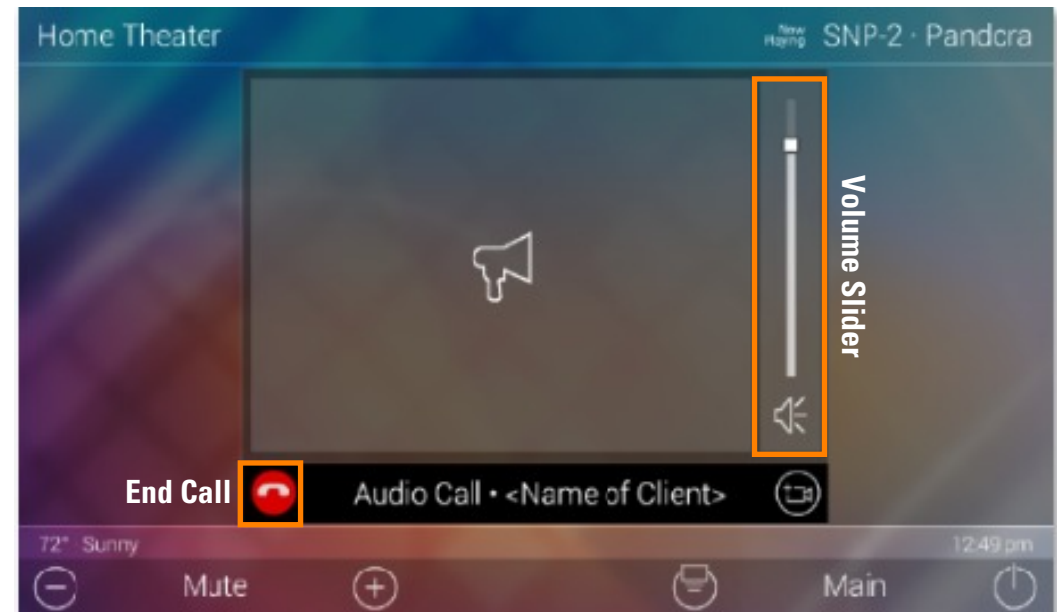 Home Theater
Now Playing SNP-2 · Pandora
Volume Slider
End Call
Audio Call • <Name of Client>
72° Sunny
12:49 pm
Mute
Main